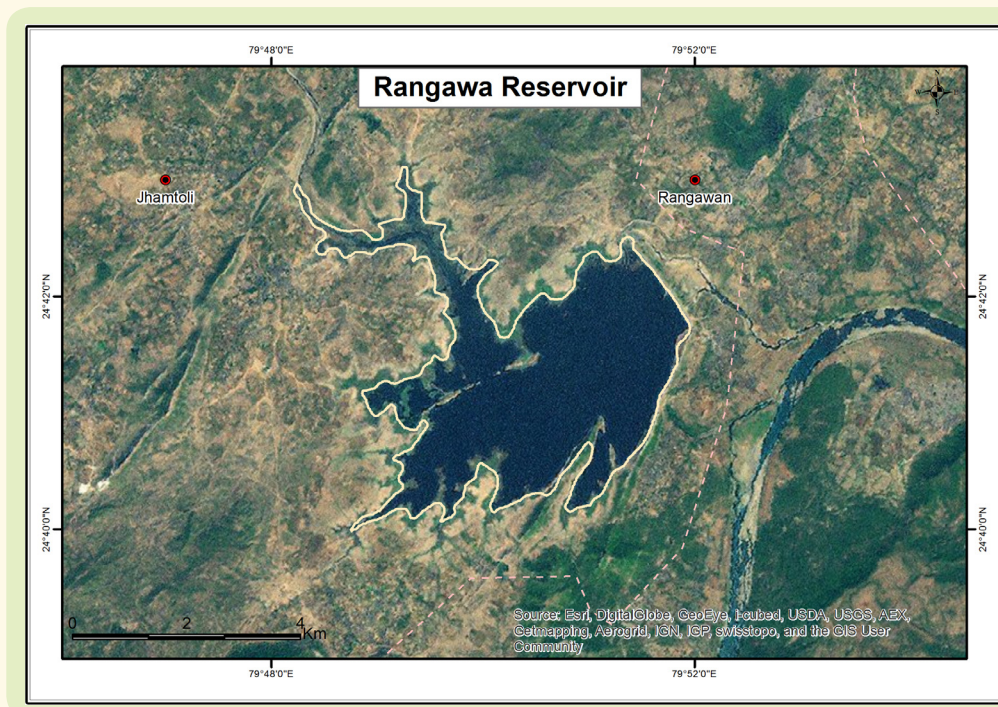 79°48'0"E
79°52'0"E
Rangawa Reservoir
N
W E
S
Jhamtoli
Rangawan
24°42'0"N
24°42'0"N
24°40'0"N
24°40'0"N
0 2 4
Km
Source: Esri, DigitalGlobe, GeoEye, i-cubed, USDA, USGS, AEX,
Getmapping, Aerogrid, IGN, IGP, swisstopo, and the GIS User
Community
79°48'0"E
79°52'0"E